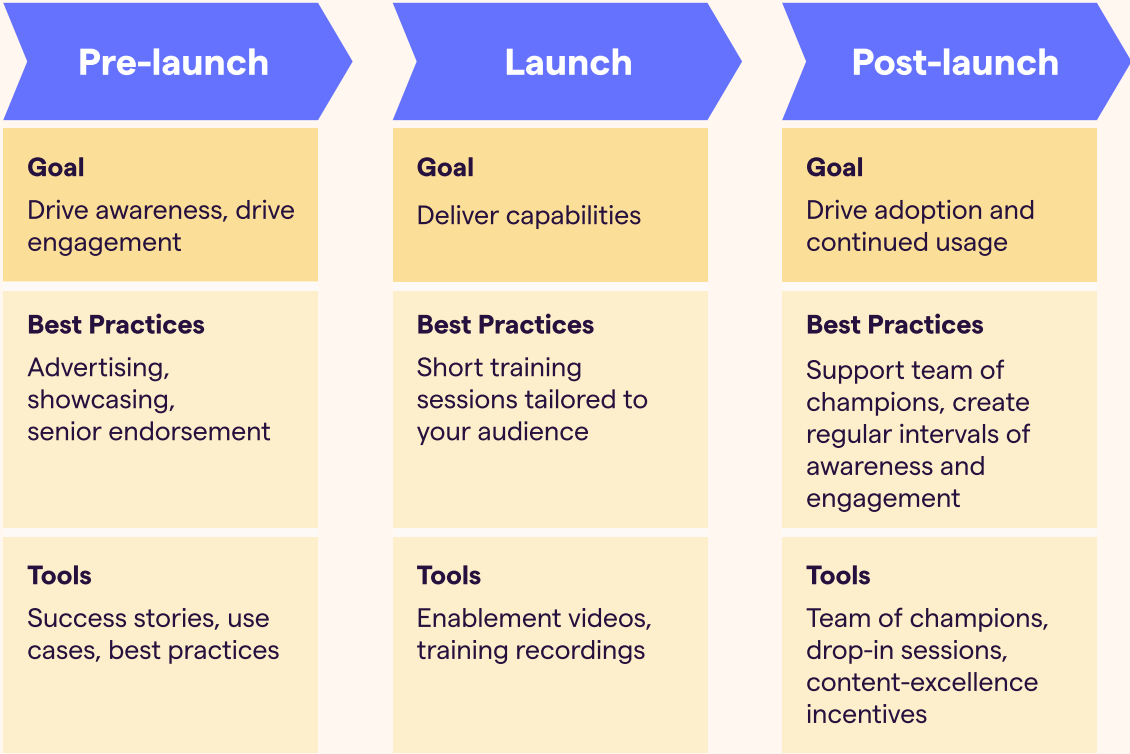 Pre-launch
Launch
Post-launch
Goal
Drive awareness, drive
engagement
Goal
Deliver capabilities
Goal
Drive adoption and
continued usage
Best Practices
Advertising,
showcasing,
senior endorsement
Best Practices
Short training
sessions tailored to
your audience
Best Practices
Support team of
champions, create
regular intervals of
awareness and
engagement
Tools
Success stories, use
cases, best practices
Tools
Enablement videos,
training recordings
Tools
Team of champions,
drop-in sessions,
content-excellence
incentives